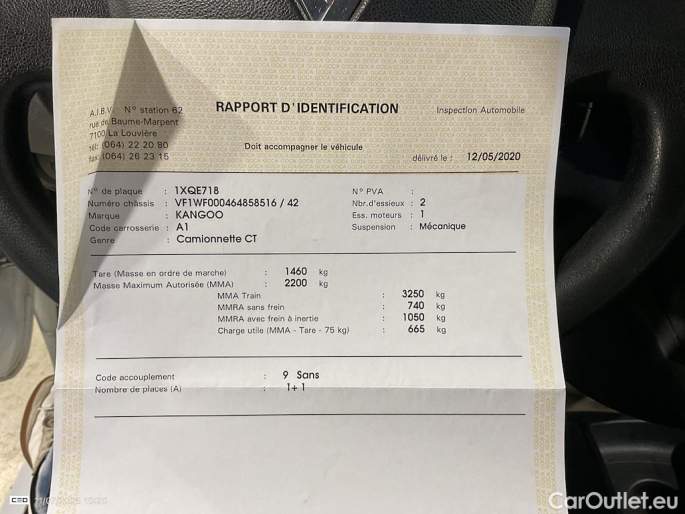 A.I.B.V. N° station 62
rue de Baume-Marpent
7100 La Louvière
tél: (064) 22 20 80
fax: (064) 26 23 15
RAPPORT D'IDENTIFICATION
Inspection Automobile
Doit accompagner le véhicule
délivré le : 12/05/2020
N° de plaque : 1XQE718
Numéro châssis : VF1WF000464858516 / 42
Marque : KANGOO
Code carrosserie : A1
Genre : Camionnette CT
N° PVA :
Nbr.d'essieux : 2
Ess. moteurs : 1
Suspension : Mécanique
Tare (Masse en ordre de marche) : 1460 kg
Masse Maximum Autorisée (MMA) : 2200 kg
MMA Train : 3250 kg
MMRA sans frein : 740 kg
MMRA avec frein à inertie : 1050 kg
Charge utile (MMA - Tare - 75 kg) : 665 kg
Code accouplement : 9 Sans
Nombre de places (A) : 1+1
CarOutlet.eu